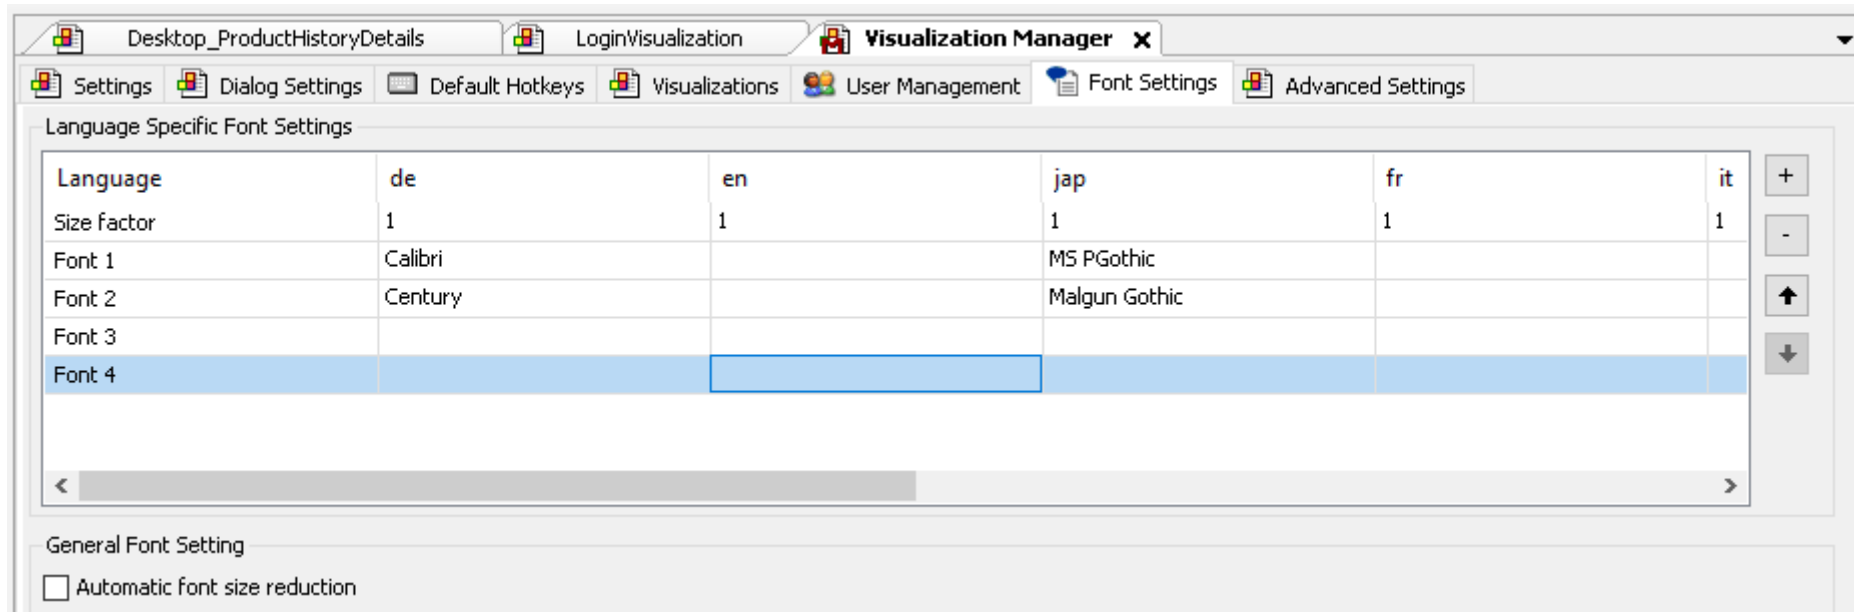 Desktop_ProductHistoryDetails LoginVisualization Visualization Manager X
Settings Dialog Settings Default Hotkeys Visualizations User Management Font Settings Advanced Settings
Language Specific Font Settings
Language de en jap fr it +
Size factor 1 1 1 1 1
-
Font 1 Calibri MS PGothic
Font 2 Century Malgun Gothic
Font 3
Font 4
General Font Setting
Automatic font size reduction